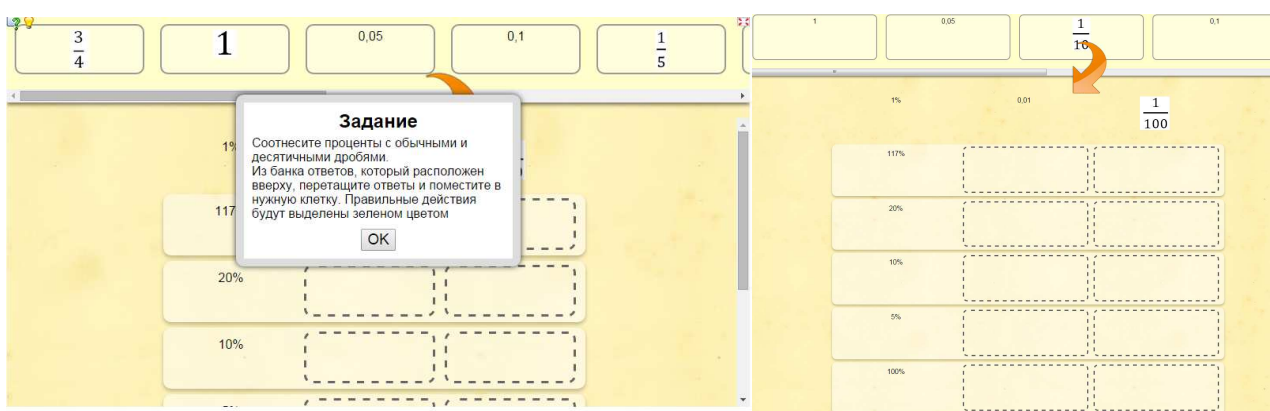 3/4
1
0,05
0,1
1/5
1%
Задание
Соотнесите проценты с обычными и
десятичными дробями.
Из банка ответов, который расположен
вверху, перетащите ответы и поместите в
нужную клетку. Правильные действия
будут выделены зеленом цветом
OK
117
20%
10%
1
0,05
1/10
0,1
1%
0,01
1/100
117%
20%
10%
5%
100%